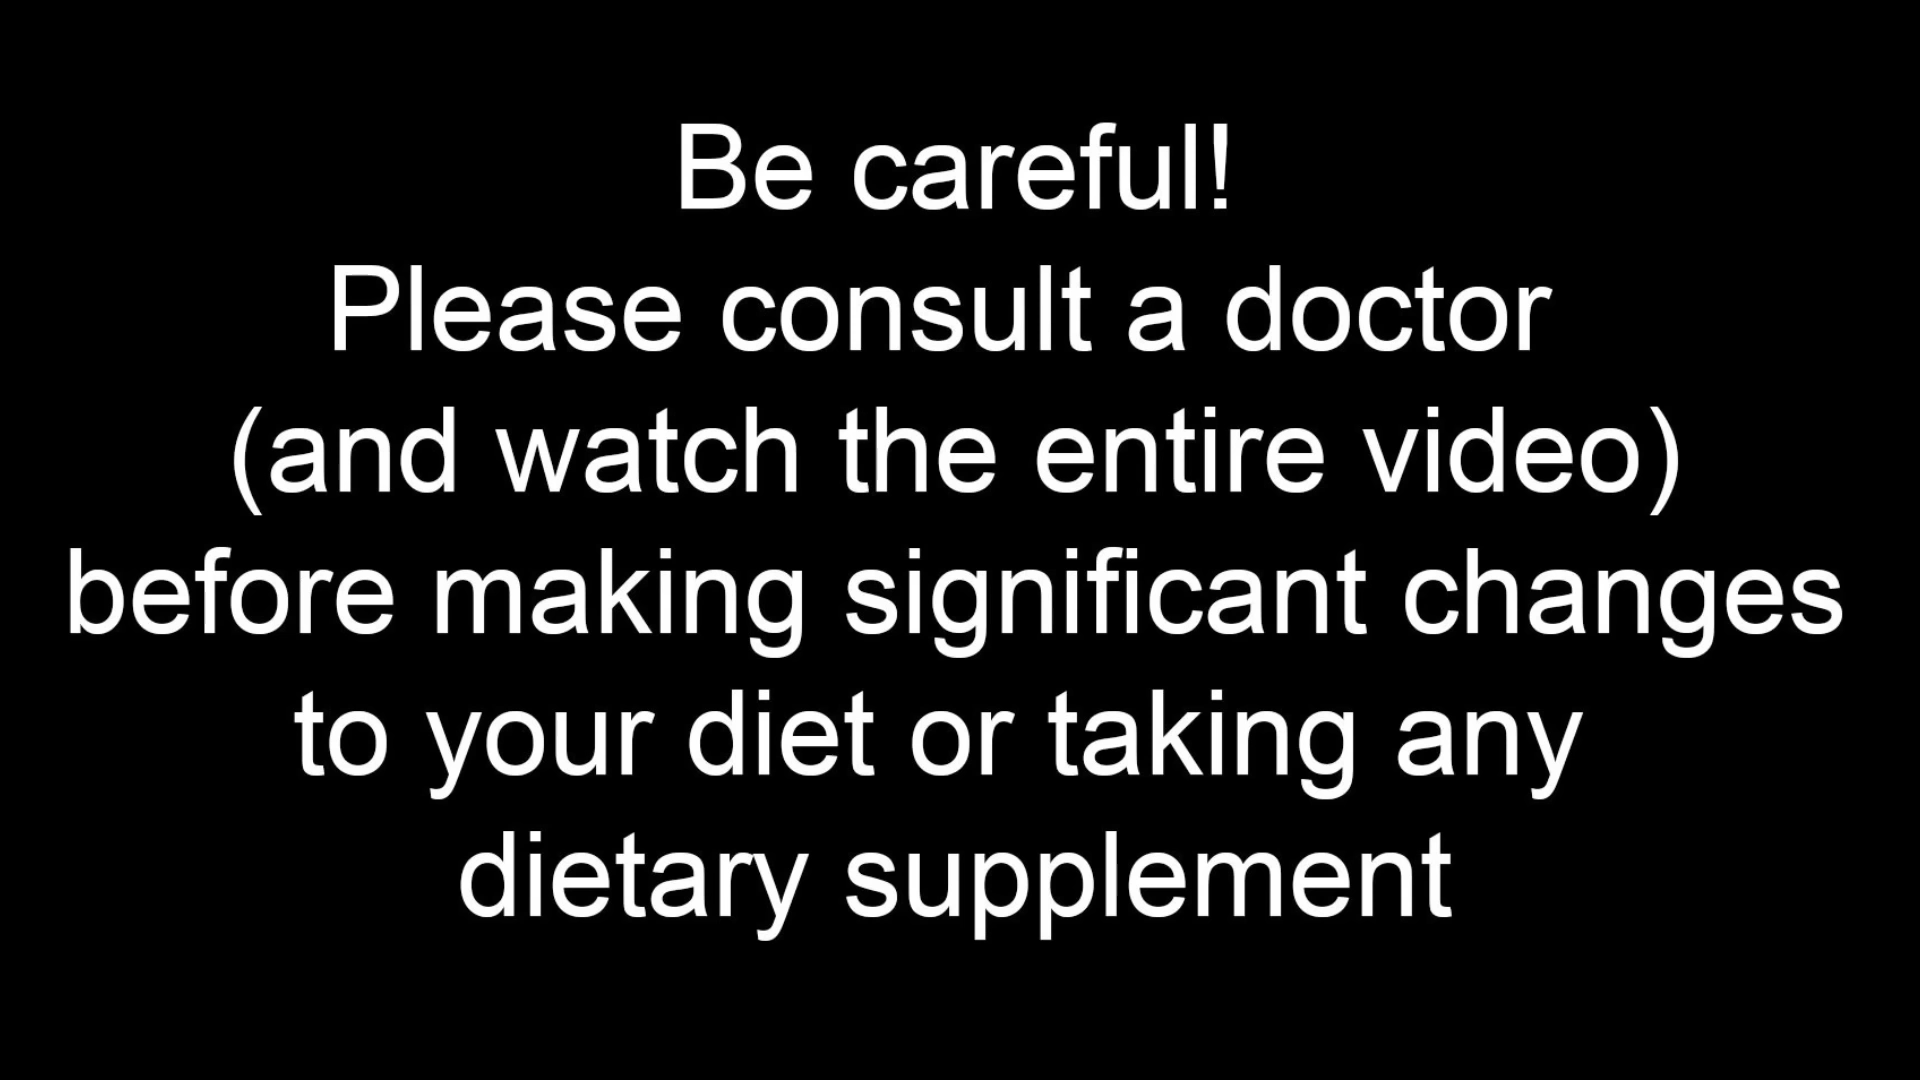 Be careful!
Please consult a doctor
(and watch the entire video)
before making significant changes
to your diet or taking any
dietary supplement